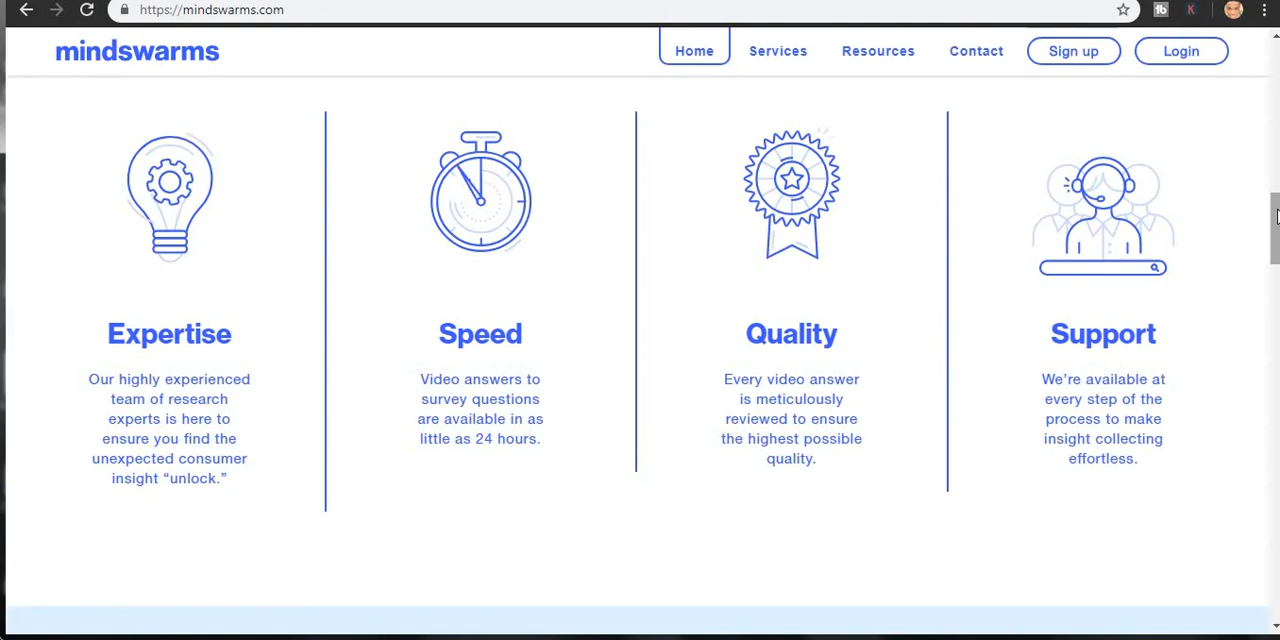 https://mindswarms.com
tb
K
mindswarms
Home
Services
Resources
Contact
Sign up
Login
Expertise
Our highly experienced
team of research
experts is here to
ensure you find the
unexpected consumer
insight “unlock.”
Speed
Video answers to
survey questions
are available in as
little as 24 hours.
Quality
Every video answer
is meticulously
reviewed to ensure
the highest possible
quality.
Support
We’re available at
every step of the
process to make
insight collecting
effortless.